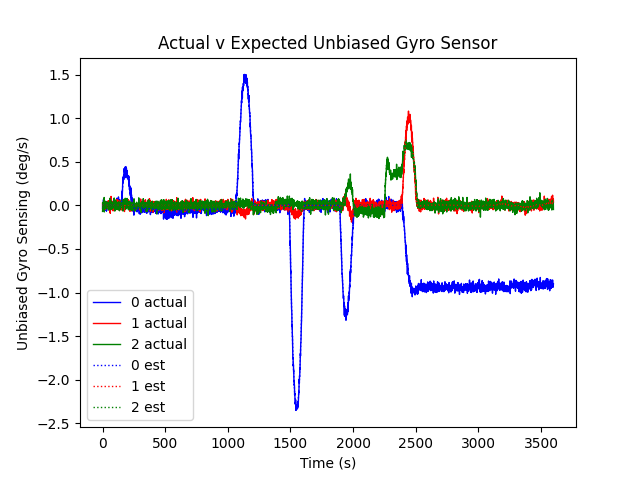 Actual v Expected Unbiased Gyro Sensor
Unbiased Gyro Sensing (deg/s)
1.5
1.0
0.5
0.0
−0.5
−1.0
−1.5
−2.0
−2.5
0 actual
1 actual
2 actual
0 est
1 est
2 est
0 500 1000 1500 2000 2500 3000 3500
Time (s)